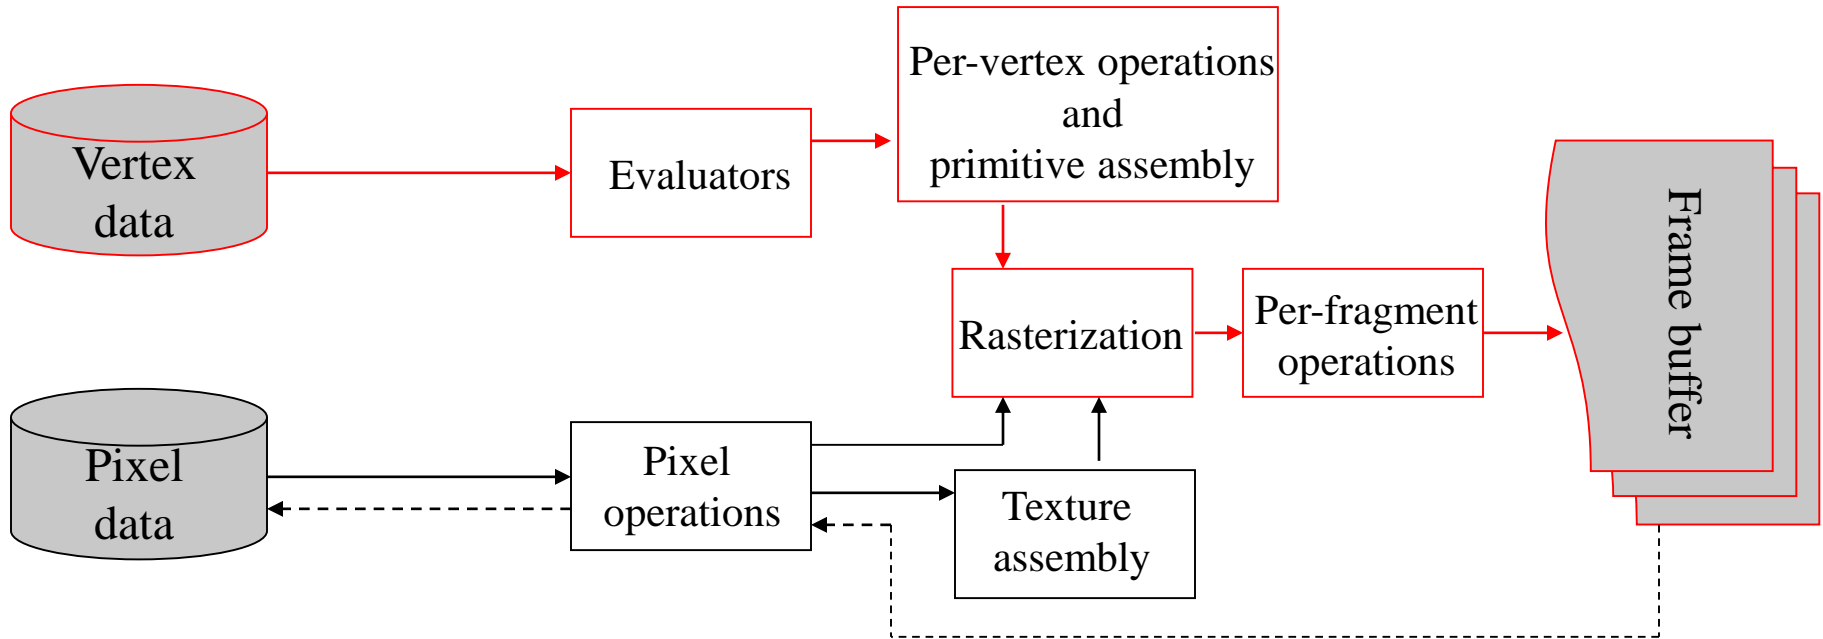 Vertex
data
Evaluators
Per-vertex operations
and
primitive assembly
Rasterization
Per-fragment
operations
Frame buffer
Pixel
data
Pixel
operations
Texture
assembly